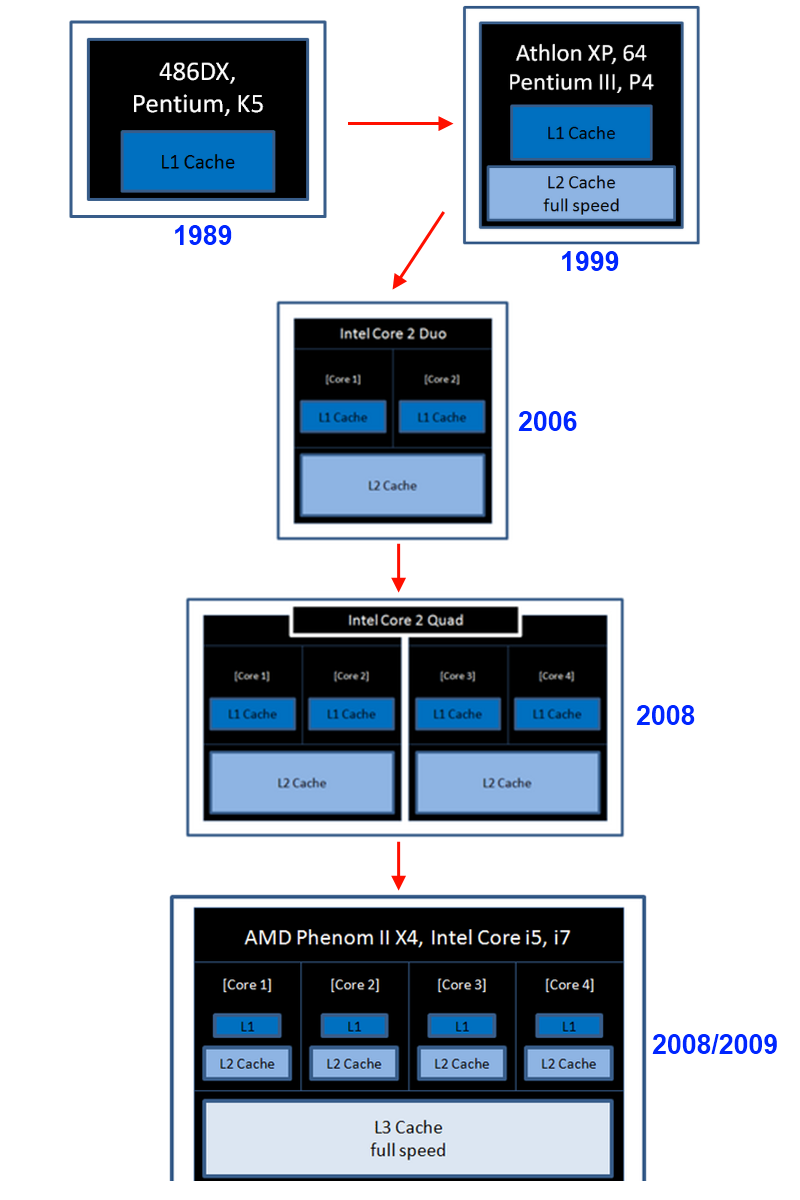 486DX,
Pentium, K5
L1 Cache
1989
Athlon XP, 64
Pentium III, P4
L1 Cache
L2 Cache
full speed
1999
Intel Core 2 Duo
[Core 1]
[Core 2]
L1 Cache
L1 Cache
L2 Cache
2006
Intel Core 2 Quad
[Core 1]
[Core 2]
[Core 3]
[Core 4]
L1 Cache
L1 Cache
L1 Cache
L1 Cache
L2 Cache
L2 Cache
2008
AMD Phenom II X4, Intel Core i5, i7
[Core 1]
[Core 2]
[Core 3]
[Core 4]
L1
L1
L1
L1
L2 Cache
L2 Cache
L2 Cache
L2 Cache
L3 Cache
full speed
2008/2009